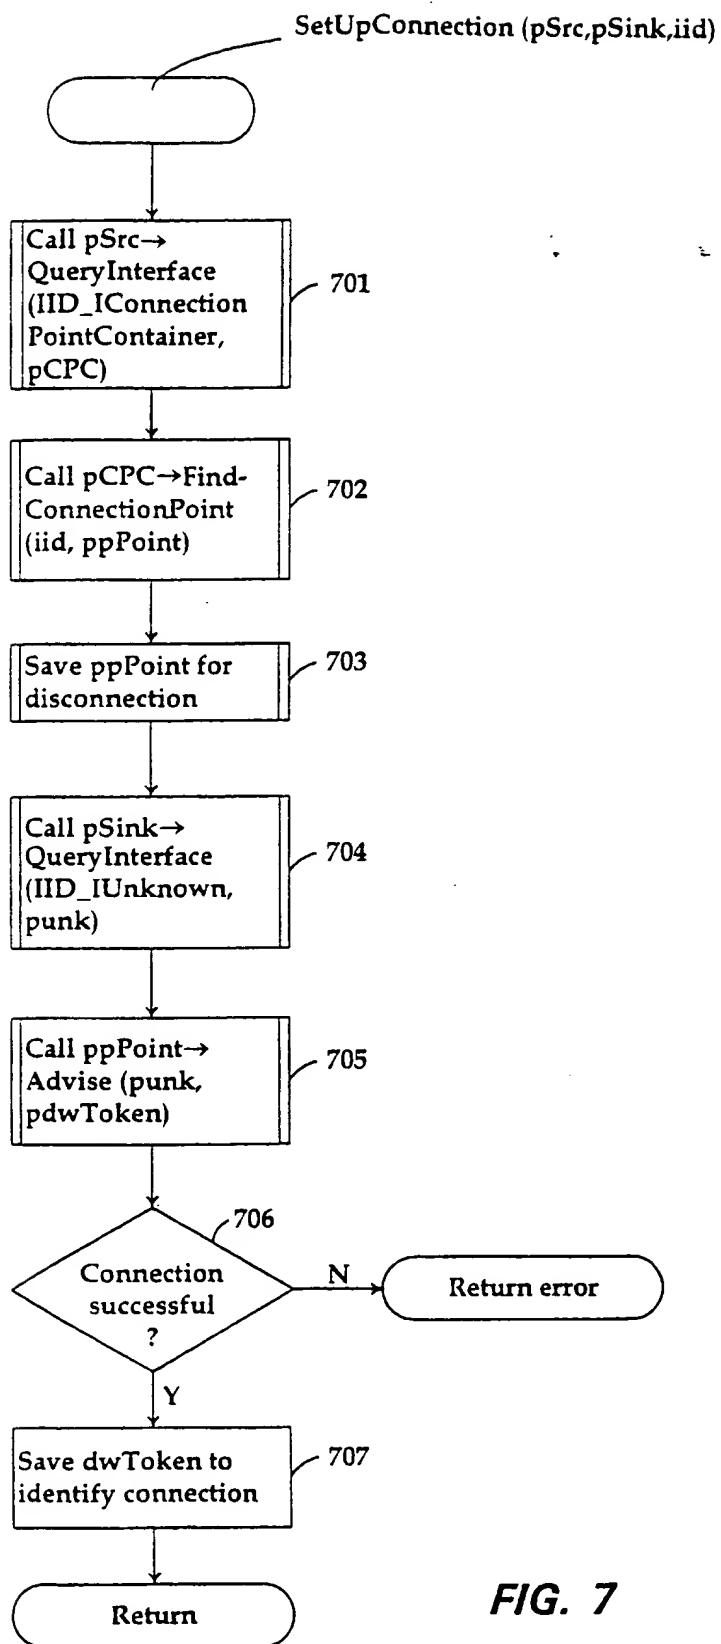 SetUpConnection (pSrc,pSink,iid)
Call pSrc→
QueryInterface
(IID_IConnection
PointContainer,
pCPC)
701
Call pCPC→Find-
ConnectionPoint
(iid, ppPoint)
702
Save ppPoint for
disconnection
703
Call pSink→
QueryInterface
(IID_IUnknown,
punk)
704
Call ppPoint→
Advise (punk,
pdwToken)
705
706
Connection
successful
?
N
Return error
Y
Save dwToken to
identify connection
707
Return
FIG. 7